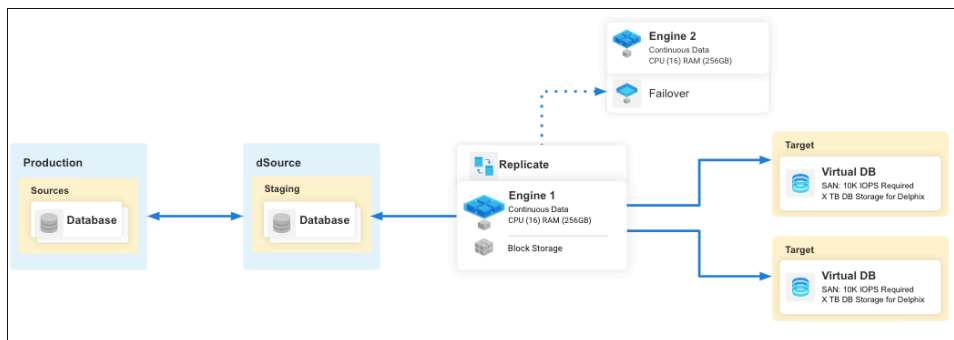 Engine 2
Continuous Data
CPU (16) RAM (256GB)
Failover
Production
Sources
Database
dSource
Staging
Database
Replicate
Engine 1
Continuous Data
CPU (16) RAM (256GB)
Block Storage
Target
Virtual DB
SAN: 10K IOPS Required
X TB DB Storage for Delphix
Target
Virtual DB
SAN: 10K IOPS Required
X TB DB Storage for Delphix